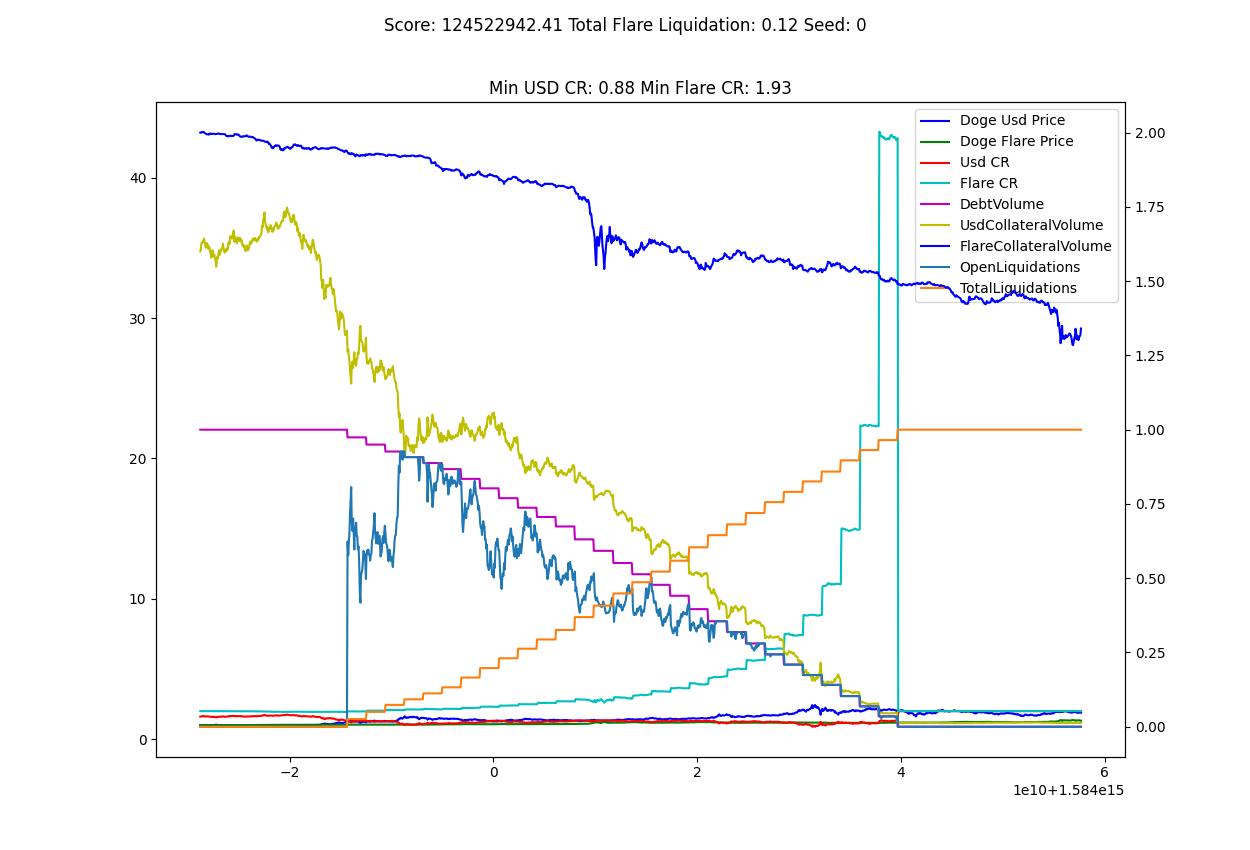 Score: 124522942.41 Total Flare Liquidation: 0.12 Seed: 0
Min USD CR: 0.88 Min Flare CR: 1.93
Doge Usd Price
Doge Flare Price
Usd CR
Flare CR
DebtVolume
UsdCollateralVolume
FlareCollateralVolume
OpenLiquidations
TotalLiquidations
40
30
20
10
0
2.00
1.75
1.50
1.25
1.00
0.75
0.50
0.25
0.00
−2
0
2
4
6
1e10+1.584e15